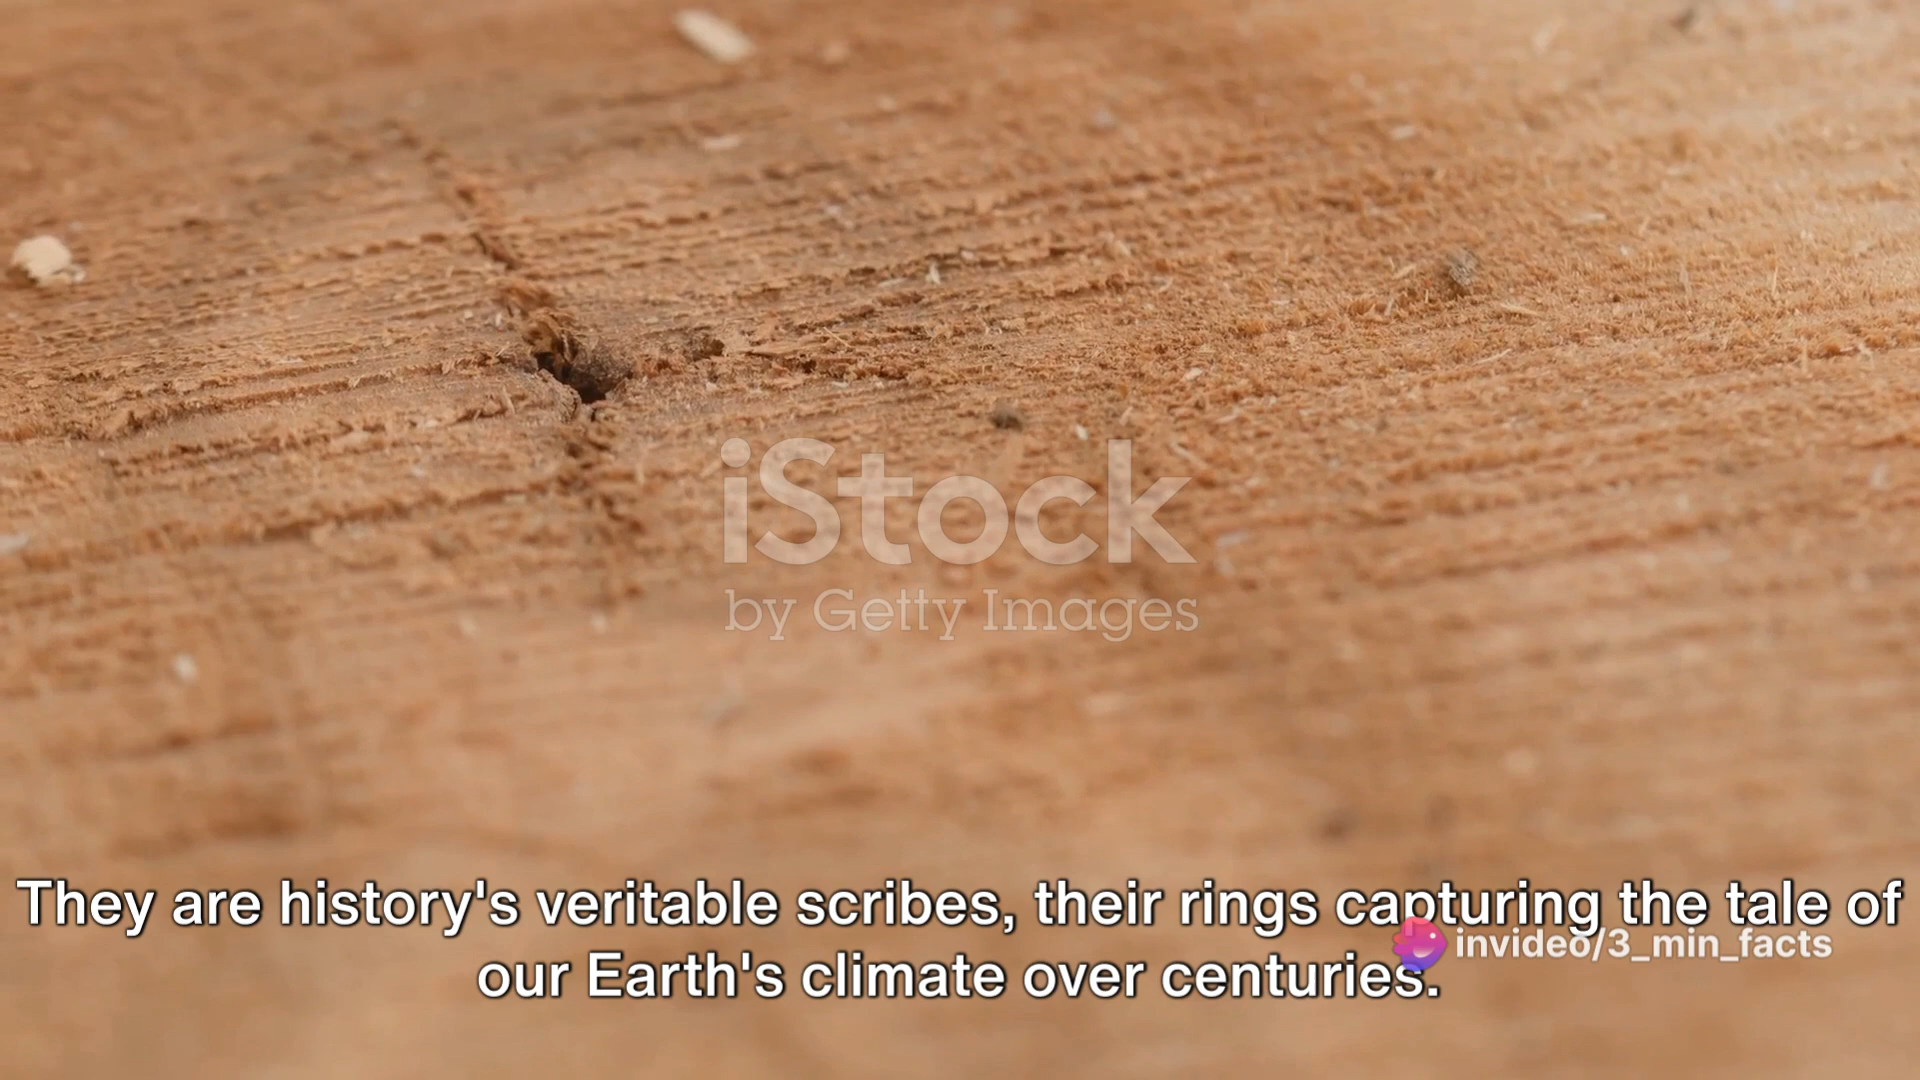 iStock
by Getty Images
They are history's veritable scribes, their rings capturing the tale of
invideo/3_min_facts
our Earth's climate over centuries.